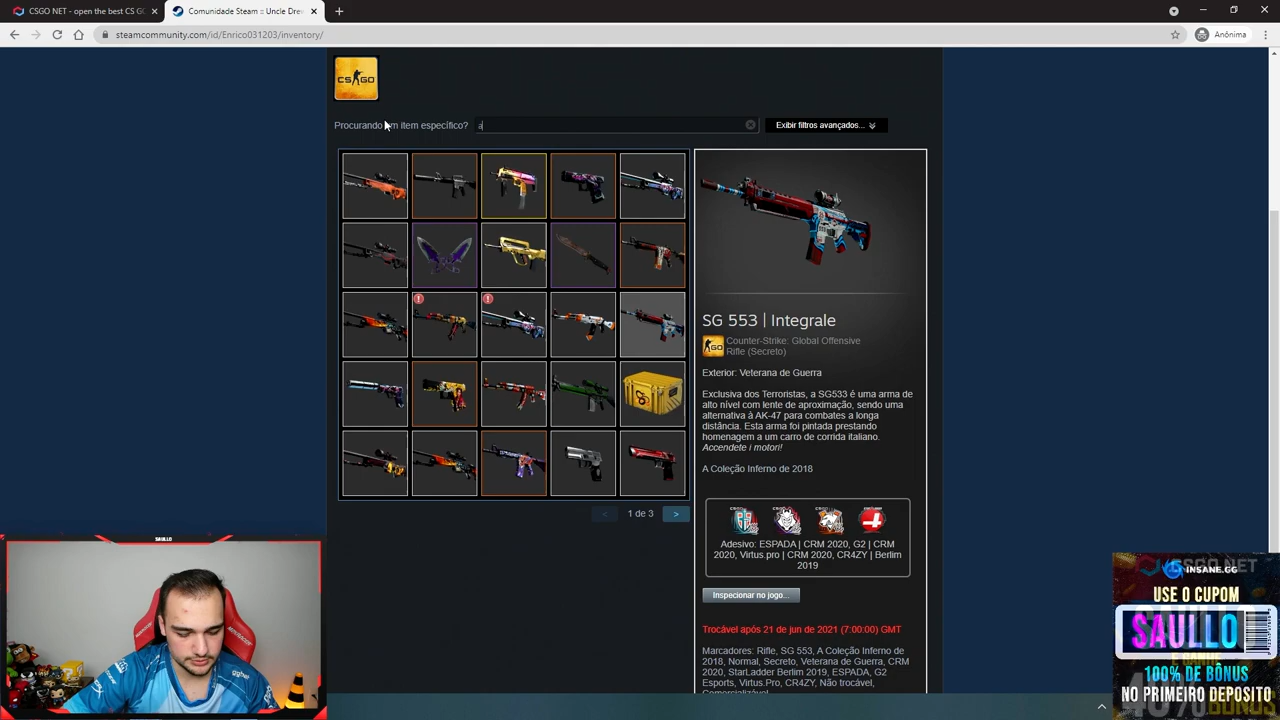 CSGO NET - open the best CS G
Comunidade Steam :: Uncle Dre
steamcommunity.com/id/Enrico031203/inventory/
Anônima
CS GO
Procurando um item específico?
a
Exibir filtros avançados...
SG 553 | Integrale
Counter-Strike: Global Offensive
Rifle (Secreto)
Exterior: Veterana de Guerra
Exclusiva dos Terroristas, a SG533 é uma arma de
alto nível com lente de aproximação, sendo uma
alternativa à AK-47 para combates a longa
distância. Esta arma foi pintada prestando
homenagem a um carro de corrida italiano.
Accendete i motori!
A Coleção Inferno de 2018
Adesivo: ESPADA | CRM 2020, G2 | CRM
2020, Virtus.pro | CRM 2020, CR4ZY | Berlim
2019
Inspecionar no jogo...
Trocável após 21 de jun de 2021 (7:00:00) GMT
Marcadores: Rifle, SG 553, A Coleção Inferno de
2018, Normal, Secreto, Veterana de Guerra, CRM
2020, StarLadder Berlim 2019, ESPADA, G2
Esports, Virtus.Pro, CR4ZY, Não trocável,
Comercializável
< 1 de 3 >
SAULLO
INSANE.GG
USE O CUPOM
SAULLO
E GANHE
100% DE BÔNUS
NO PRIMEIRO DEPOSITO